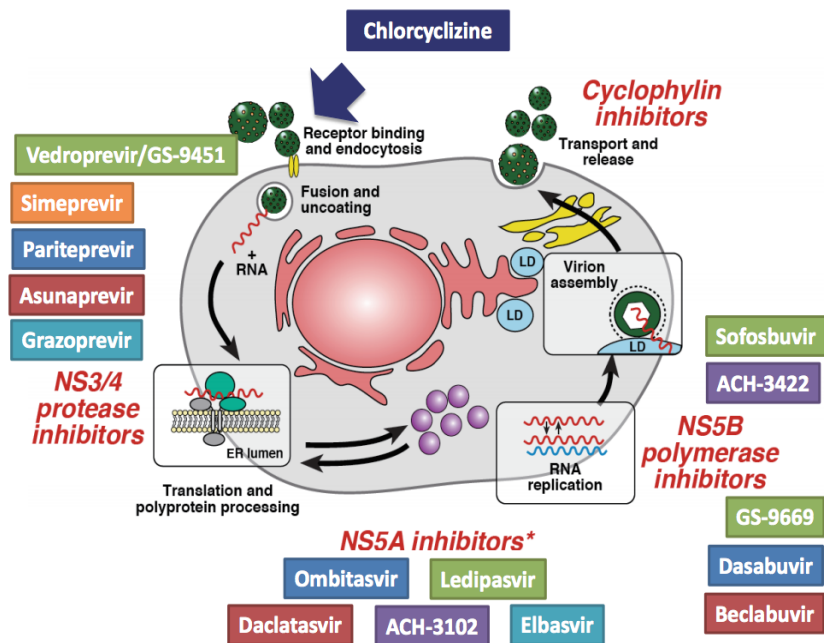 Chlorcyclizine
Cyclophylin
inhibitors
Receptor binding
and endocytosis
Transport and
release
Vedroprevir/GS-9451
Simeprevir
Pariteprevir
Asunaprevir
Grazoprevir
NS3/4
protease
inhibitors
Fusion and
uncoating
+
RNA
LD
LD
Virion
assembly
LD
Sofosbuvir
ACH-3422
NS5B
polymerase
inhibitors
ER lumen
Translation and
polyprotein processing
RNA
replication
GS-9669
Dasabuvir
Beclabuvir
NS5A inhibitors*
Ombitasvir
Ledipasvir
Daclatasvir
ACH-3102
Elbasvir